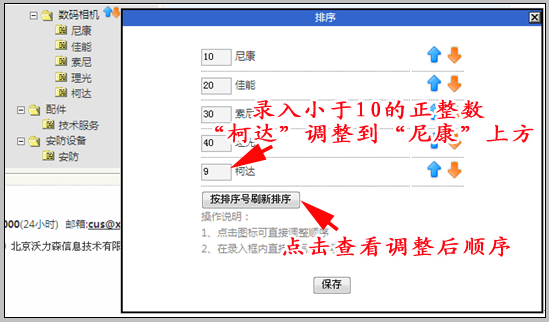 数码相机
尼康
佳能
索尼
理光
柯达
配件
技术服务
安防设备
安防
000(24小时) 邮箱:cus@x
北京沃力森信息技术有限
排序
10 尼康
20 佳能
30 索尼
录入小于10的正整数
“柯达”调整到“尼康”上方
40 理光
9 柯达
按排序号刷新排序
操作说明：
1、点击图标可直接调整顺序
2、在录入框内直接
点击查看调整后顺序
保存